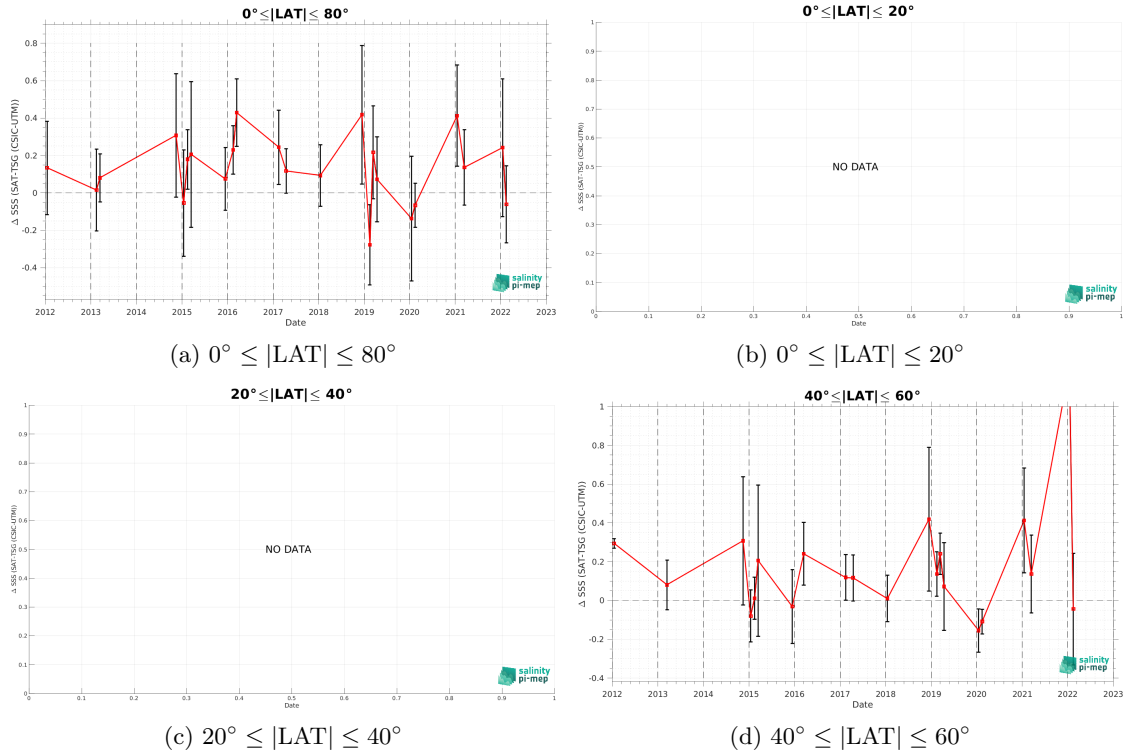 0°≤|LAT|≤ 80°
Δ SSS (SAT-TSG (CSIC-UTM))
0.8
0.6
0.4
0.2
0
-0.2
-0.4
2012 2013 2014 2015 2016 2017 2018 2019 2020 2021 2022 2023
Date
salinity
pi-mep
(a) 0° ≤ |LAT| ≤ 80°
0°≤|LAT|≤ 20°
Δ SSS (SAT-TSG (CSIC-UTM))
1
0.9
0.8
0.7
0.6
0.5
0.4
0.3
0.2
0.1
0
NO DATA
0 0.1 0.2 0.3 0.4 0.5 0.6 0.7 0.8 0.9 1
Date
salinity
pi-mep
(b) 0° ≤ |LAT| ≤ 20°
20°≤|LAT|≤ 40°
Δ SSS (SAT-TSG (CSIC-UTM))
1
0.9
0.8
0.7
0.6
0.5
0.4
0.3
0.2
0.1
0
NO DATA
0 0.1 0.2 0.3 0.4 0.5 0.6 0.7 0.8 0.9 1
Date
salinity
pi-mep
(c) 20° ≤ |LAT| ≤ 40°
40°≤|LAT|≤ 60°
Δ SSS (SAT-TSG (CSIC-UTM))
1
0.8
0.6
0.4
0.2
0
-0.2
-0.4
2012 2013 2014 2015 2016 2017 2018 2019 2020 2021 2022 2023
Date
salinity
pi-mep
(d) 40° ≤ |LAT| ≤ 60°